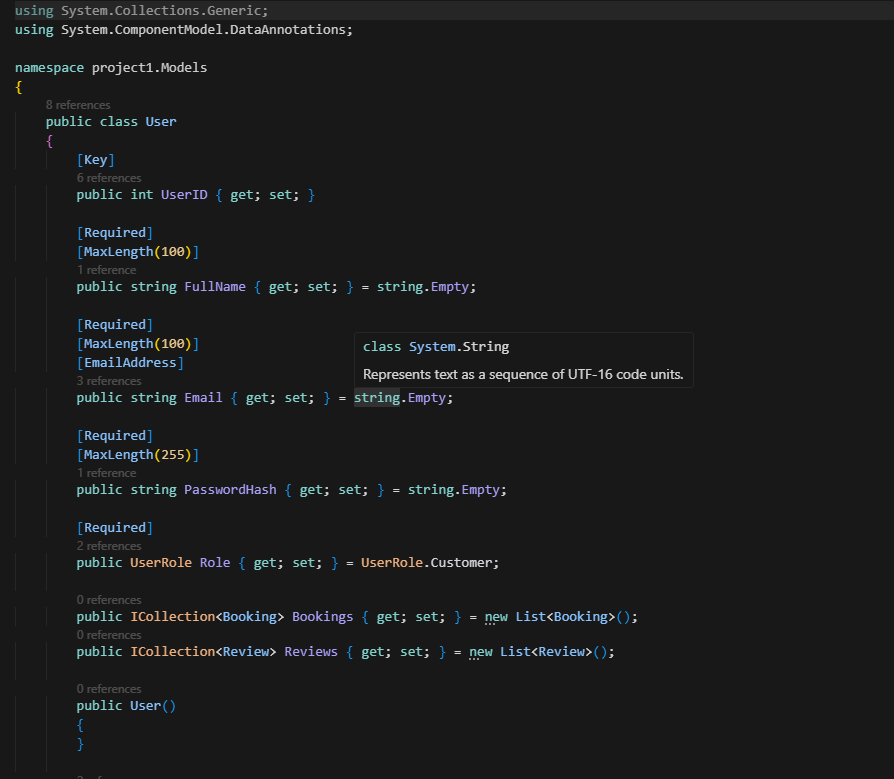 using System.Collections.Generic;
using System.ComponentModel.DataAnnotations;
namespace project1.Models
{
8 references
public class User
{
[Key]
6 references
public int UserID { get; set; }
[Required]
[MaxLength(100)]
1 reference
public string FullName { get; set; } = string.Empty;
[Required]
[MaxLength(100)]
[EmailAddress]
class System.String
Represents text as a sequence of UTF-16 code units.
3 references
public string Email { get; set; } = string.Empty;
[Required]
[MaxLength(255)]
1 reference
public string PasswordHash { get; set; } = string.Empty;
[Required]
2 references
public UserRole Role { get; set; } = UserRole.Customer;
0 references
public ICollection<Booking> Bookings { get; set; } = new List<Booking>();
0 references
public ICollection<Review> Reviews { get; set; } = new List<Review>();
0 references
public User()
{
}